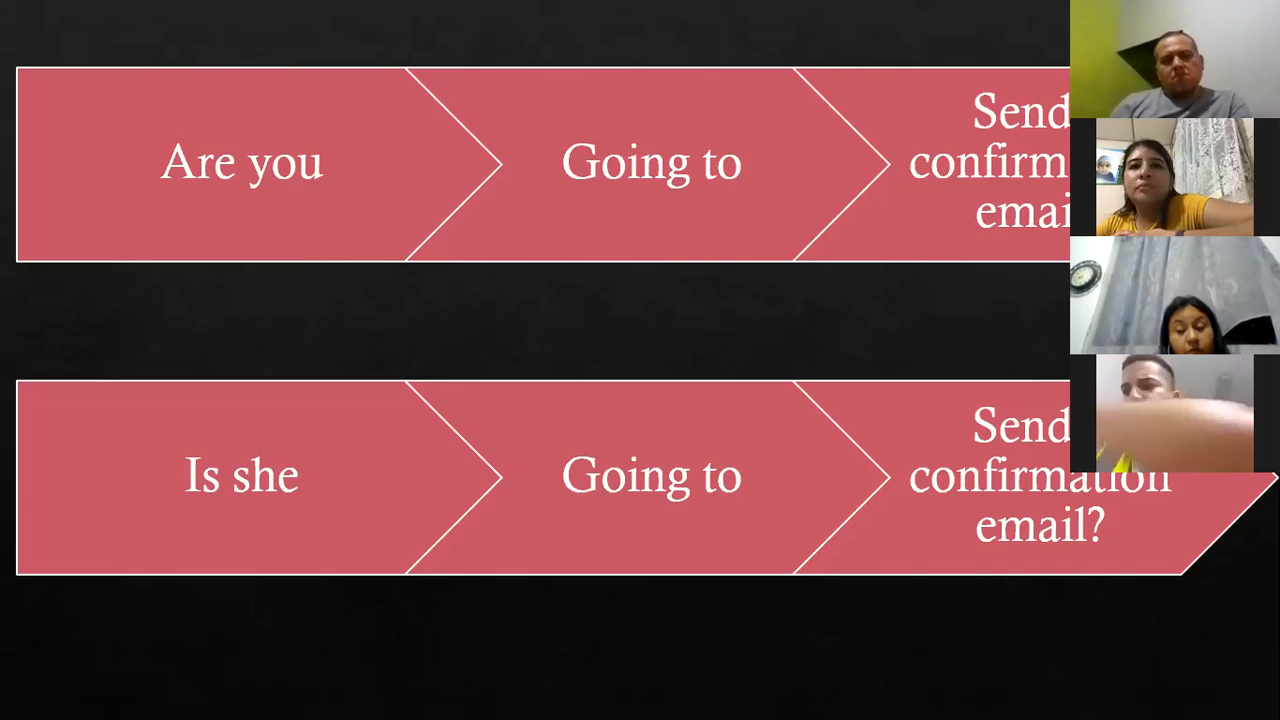 Are you
Going to
Send
confirm
emai
Is she
Going to
Send
confirmation
email?